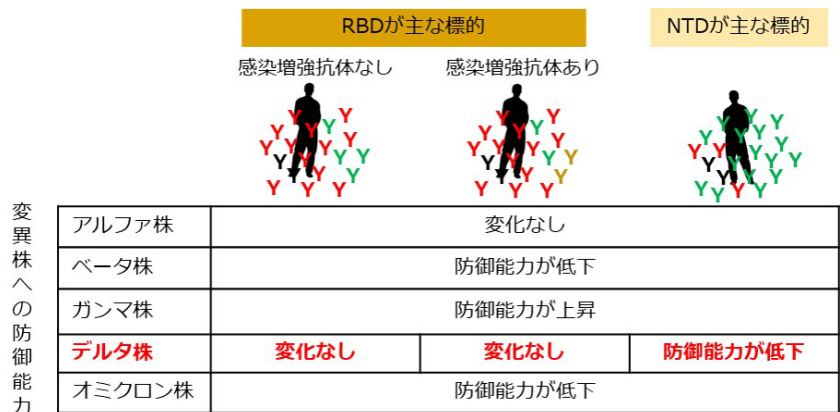 RBDが主な標的
NTDが主な標的
感染増強抗体なし
感染増強抗体あり
変異株への防御能力
アルファ株
変化なし
ベータ株
防御能力が低下
ガンマ株
防御能力が上昇
デルタ株
変化なし
変化なし
防御能力が低下
オミクロン株
防御能力が低下